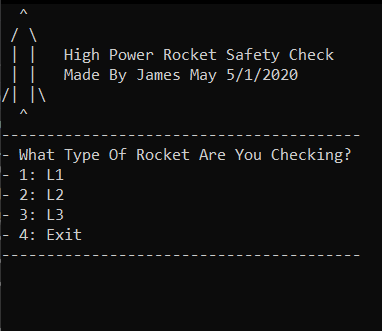 High Power Rocket Safety Check
Made By James May 5/1/2020
- What Type Of Rocket Are You Checking?
- 1: L1
- 2: L2
- 3: L3
- 4: Exit